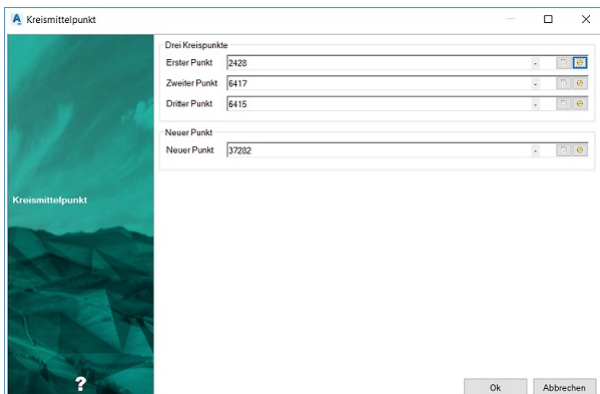 Kreismittelpunkt
Drei Kreispunkte
Erster Punkt 2428
Zweiter Punkt 6417
Dritter Punkt 6415
Neuer Punkt
Neuer Punkt 37282
Kreismittelpunkt
?
Ok Abbrechen